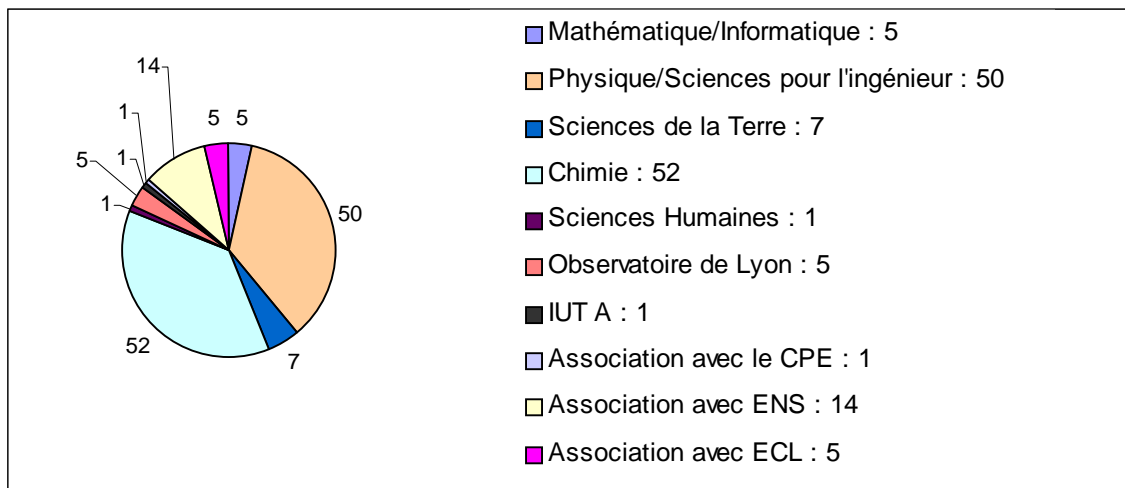 Mathématique/Informatique : 5
Physique/Sciences pour l'ingénieur : 50
Sciences de la Terre : 7
Chimie : 52
Sciences Humaines : 1
Observatoire de Lyon : 5
IUT A : 1
Association avec le CPE : 1
Association avec ENS : 14
Association avec ECL : 5
14
5
5
1
1
5
1
50
52
7